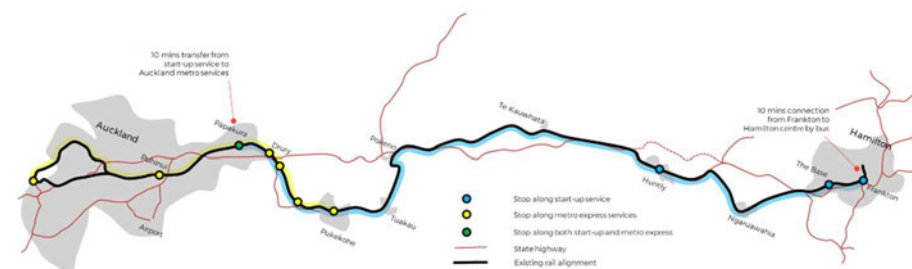 10 mins transfer from
start-up service to
Auckland metro services
Auckland
Papakura
Drury
Puhinui
Airport
Pukekohe
Tuakau
Pokeno
Te Kauwhata
Huntly
Ngaruawahia
The Base
Frankton
Hamilton
10 mins connection
from Frankton to
Hamilton centre by bus
Stop along start-up service
Stop along metro express services
Stop along both start-up and metro express
State highway
Existing rail alignment